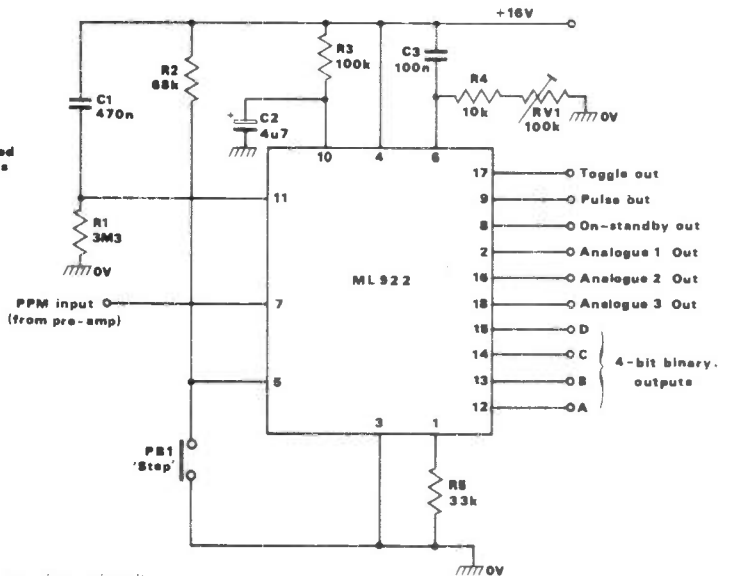 +16V
R3
100k
C3
100n
R2
68k
R4
10k
C1
470n
+
C2
4u7
RV1
100k
0V
10
4
6
17
Toggle out
11
9
Pulse out
8
On-standby out
R1
3M3
2
Analogue 1 Out
0V
ML922
16
Analogue 2 Out
PPM input
(from pre-amp)
7
18
Analogue 3 Out
15
D
14
C
4-bit binary.
outputs
13
B
5
12
A
3
1
PB1
'Step'
R5
33k
0V